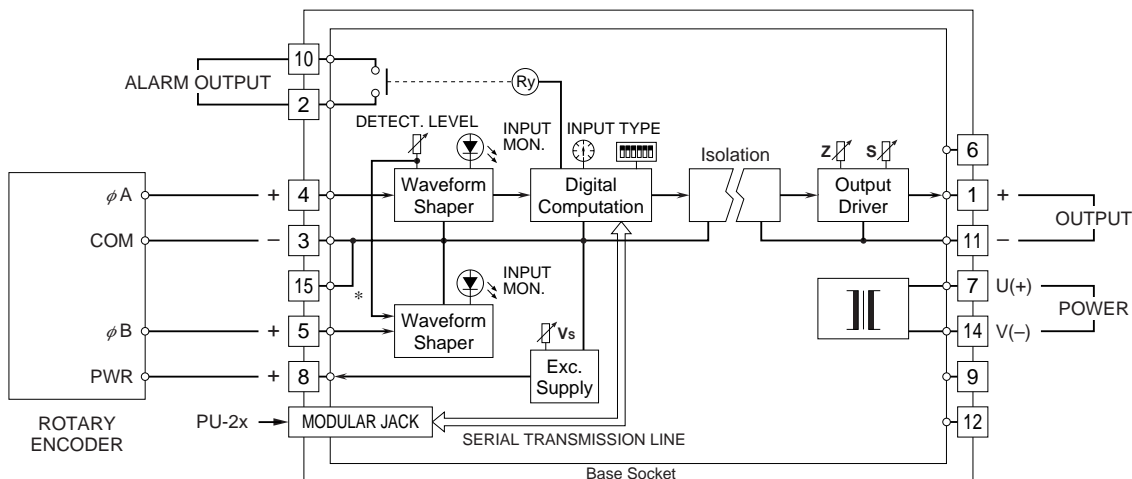 10
ALARM OUTPUT
2
Ry
DETECT. LEVEL
INPUT
MON.
INPUT TYPE
Isolation
Z
S
6
φA
+
4
Waveform
Shaper
Digital
Computation
Output
Driver
1
+
COM
–
3
11
–
OUTPUT
15
*
INPUT
MON.
7
U(+)
POWER
φB
+
5
Waveform
Shaper
Vs
14
V(–)
PWR
+
8
Exc.
Supply
9
ROTARY
ENCODER
PU-2x
MODULAR JACK
SERIAL TRANSMISSION LINE
12
Base Socket